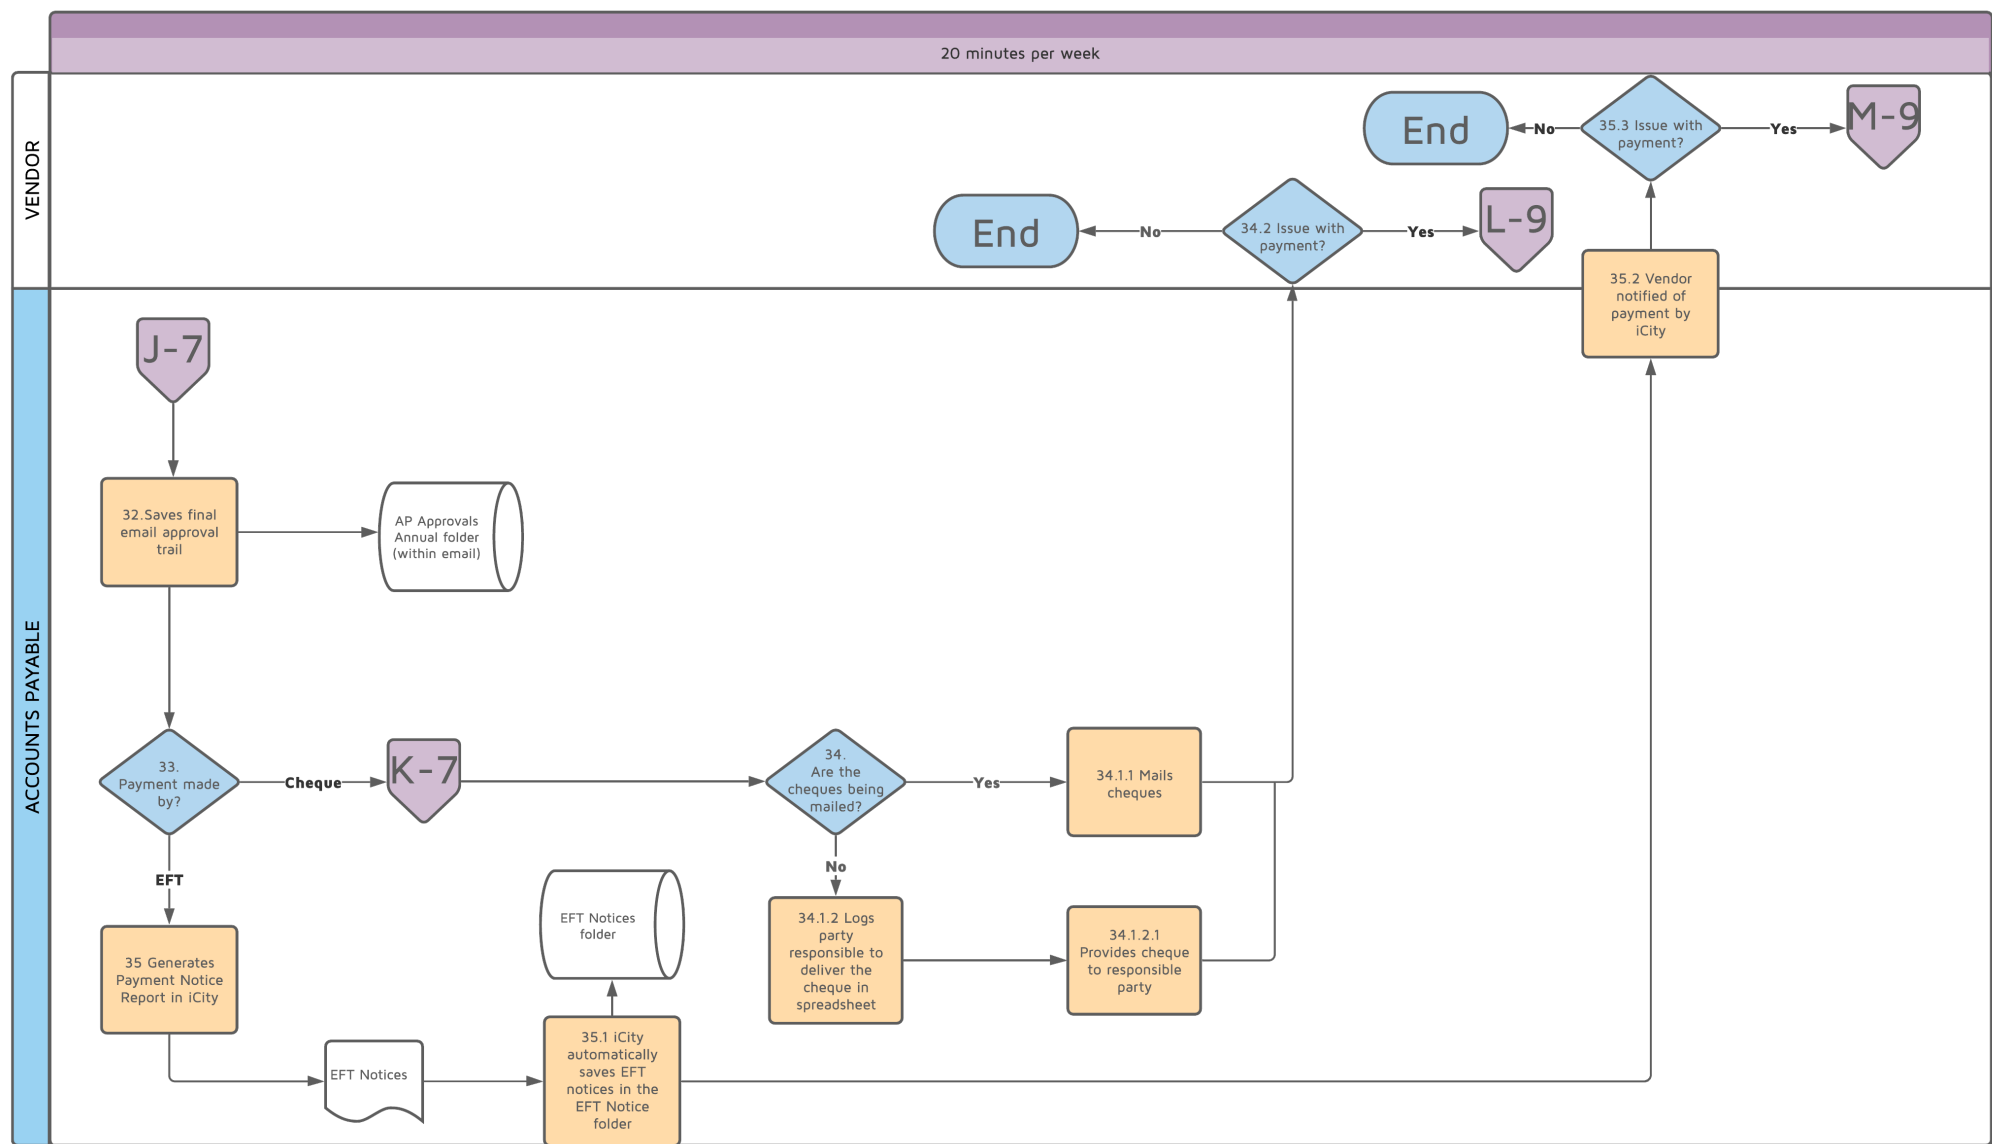 20 minutes per week
VENDOR
End
No
35.3 Issue with
payment?
Yes
M-9
End
No
34.2 Issue with
payment?
Yes
L-9
35.2 Vendor
notified of
payment by
iCity
ACCOUNTS PAYABLE
J-7
32.Saves final
email approval
trail
AP Approvals
Annual folder
(within email)
33.
Payment made
by?
Cheque
K-7
34.
Are the
cheques being
mailed?
Yes
34.1.1 Mails
cheques
EFT
No
35 Generates
Payment Notice
Report in iCity
EFT Notices
folder
34.1.2 Logs
party
responsible to
deliver the
cheque in
spreadsheet
34.1.2.1
Provides cheque
to responsible
party
EFT Notices
35.1 iCity
automatically
saves EFT
notices in the
EFT Notice
folder